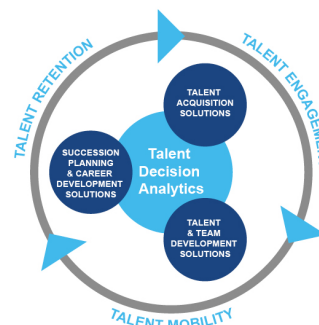 TALENT RETENTION
TALENT ENGAGEMENT
TALENT
ACQUISITION
SOLUTIONS
SUCCESSION
PLANNING
& CAREER
DEVELOPMENT
SOLUTIONS
Talent
Decision
Analytics
TALENT
& TEAM
DEVELOPMENT
SOLUTIONS
TALENT MOBILITY